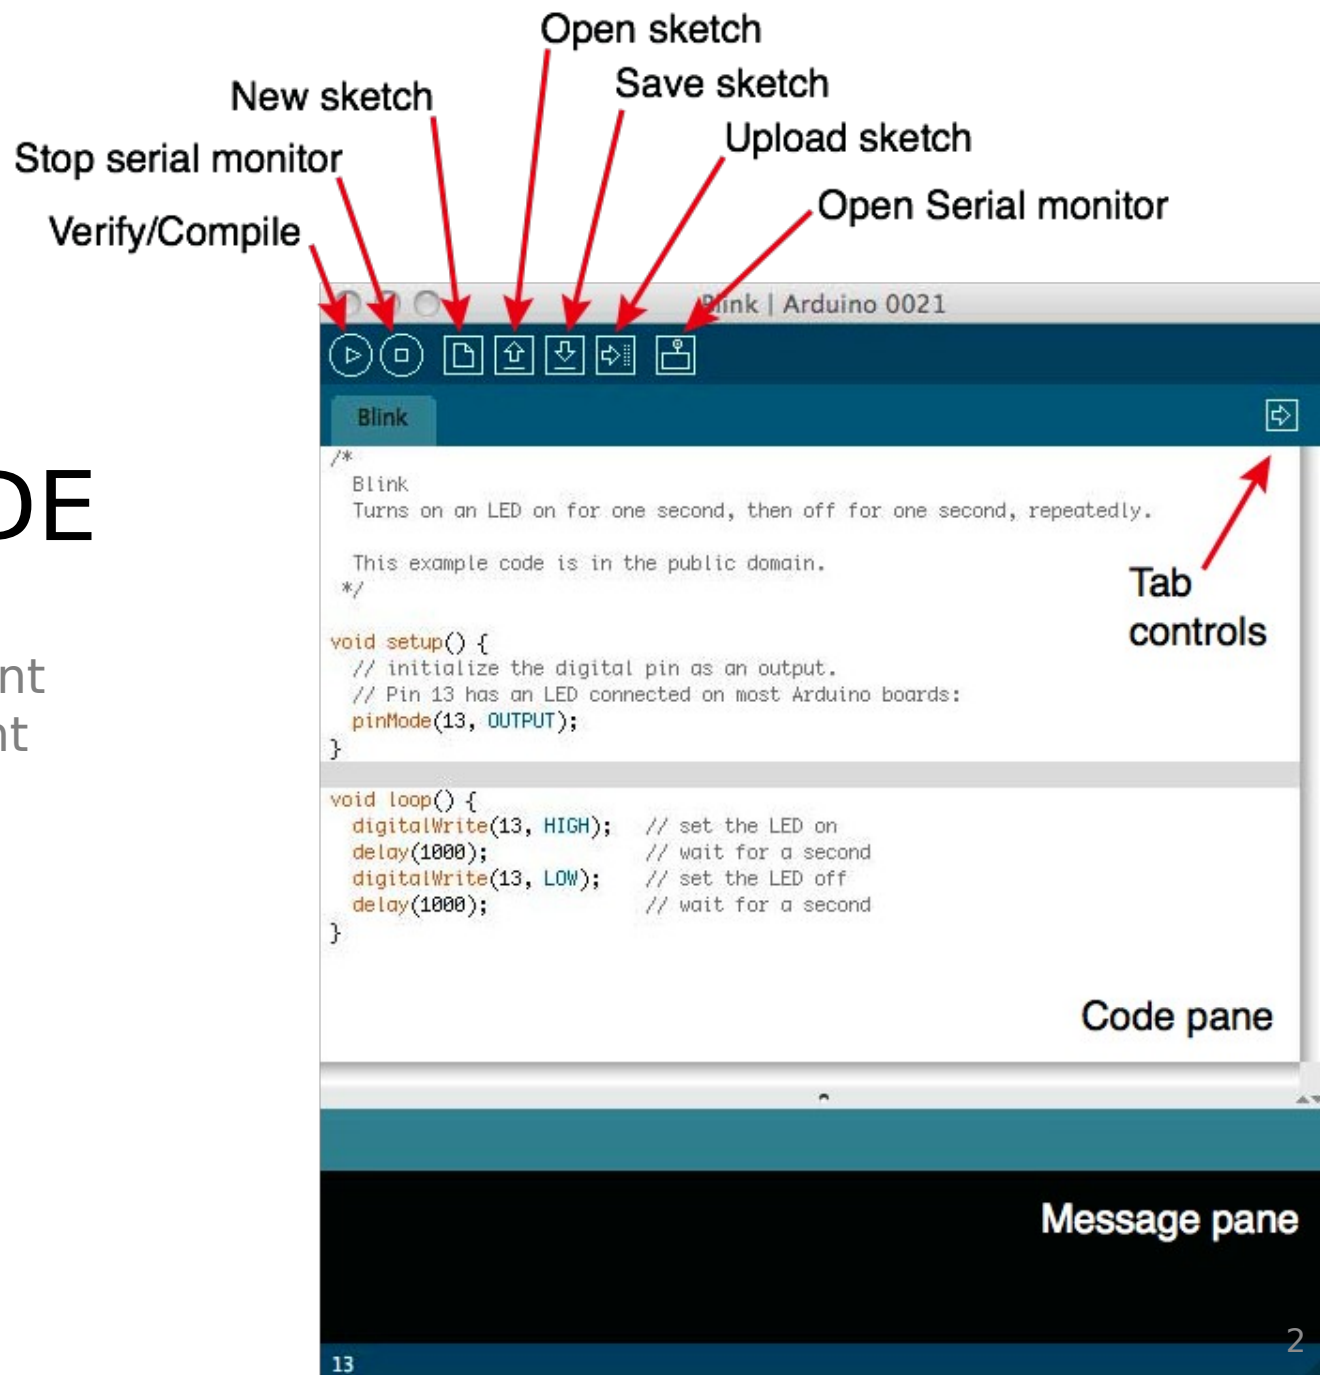 Open sketch
Save sketch
New sketch
Upload sketch
Stop serial monitor
Open Serial monitor
Verify/Compile
Blink | Arduino 0021
Blink
/*
Blink
Turns on an LED on for one second, then off for one second, repeatedly.
This example code is in the public domain.
*/
void setup() {
// initialize the digital pin as an output.
// Pin 13 has an LED connected on most Arduino boards:
pinMode(13, OUTPUT);
}
void loop() {
digitalWrite(13, HIGH);   // set the LED on
delay(1000);              // wait for a second
digitalWrite(13, LOW);    // set the LED off
delay(1000);              // wait for a second
}
DE
nt
nt
Tab
controls
Code pane
Message pane
2
13